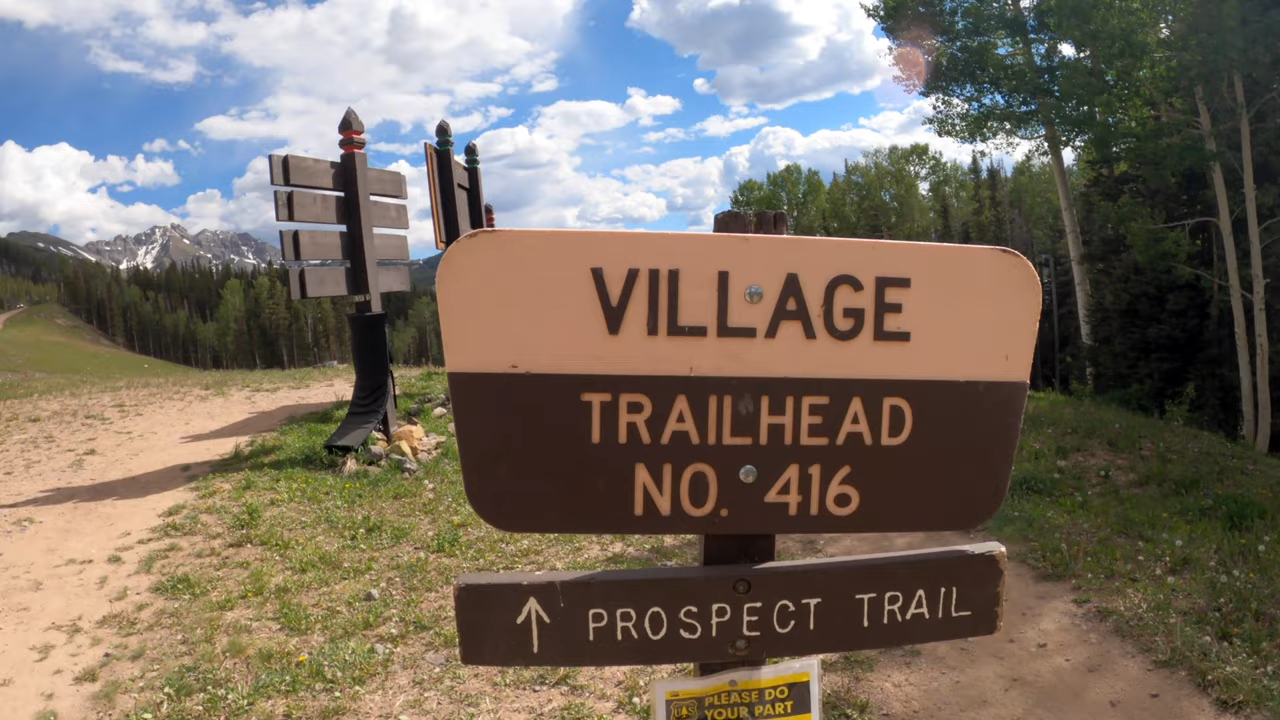 VILLAGE
TRAILHEAD
NO. 416
↑ PROSPECT TRAIL
PLEASE DO
YOUR PART